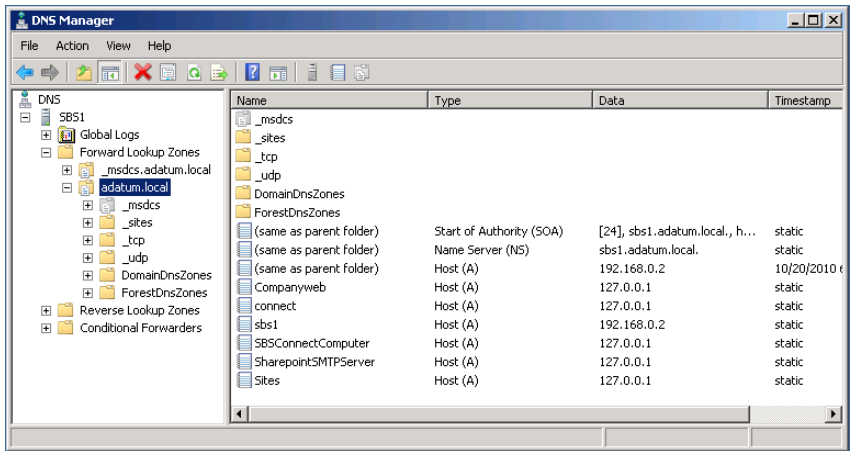 DNS Manager
File Action View Help
DNS
SBS1
Global Logs
Forward Lookup Zones
_msdcs.adatum.local
adatum.local
_msdcs
_sites
_tcp
_udp
DomainDnsZones
ForestDnsZones
Reverse Lookup Zones
Conditional Forwarders
Name Type Data Timestamp
_msdcs
_sites
_tcp
_udp
DomainDnsZones
ForestDnsZones
(same as parent folder) Start of Authority (SOA) [24], sbs1.adatum.local., h... static
(same as parent folder) Name Server (NS) sbs1.adatum.local. static
(same as parent folder) Host (A) 192.168.0.2 10/20/2010
Companyweb Host (A) 127.0.0.1 static
connect Host (A) 127.0.0.1 static
sbs1 Host (A) 192.168.0.2 static
SBSConnectComputer Host (A) 127.0.0.1 static
SharepointSMTPServer Host (A) 127.0.0.1 static
Sites Host (A) 127.0.0.1 static